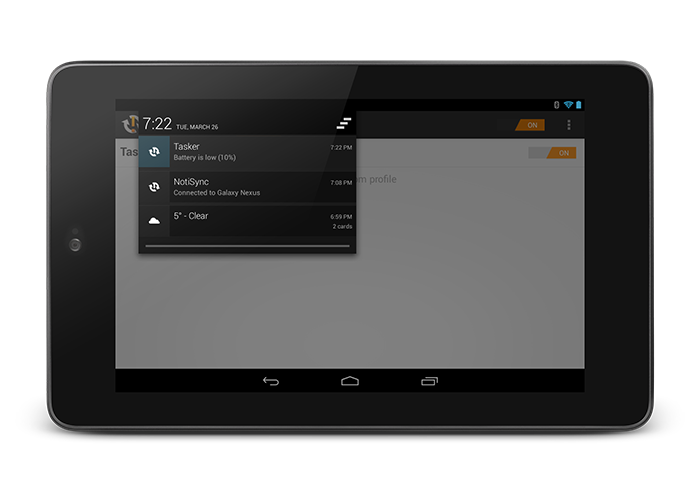 7:22 TUE, MARCH 26
ON
Tasker 7:22 PM
Battery is low (10%)
ON
NotiSync 7:08 PM
Connected to Galaxy Nexus
profile
5° - Clear 6:59 PM
2 cards